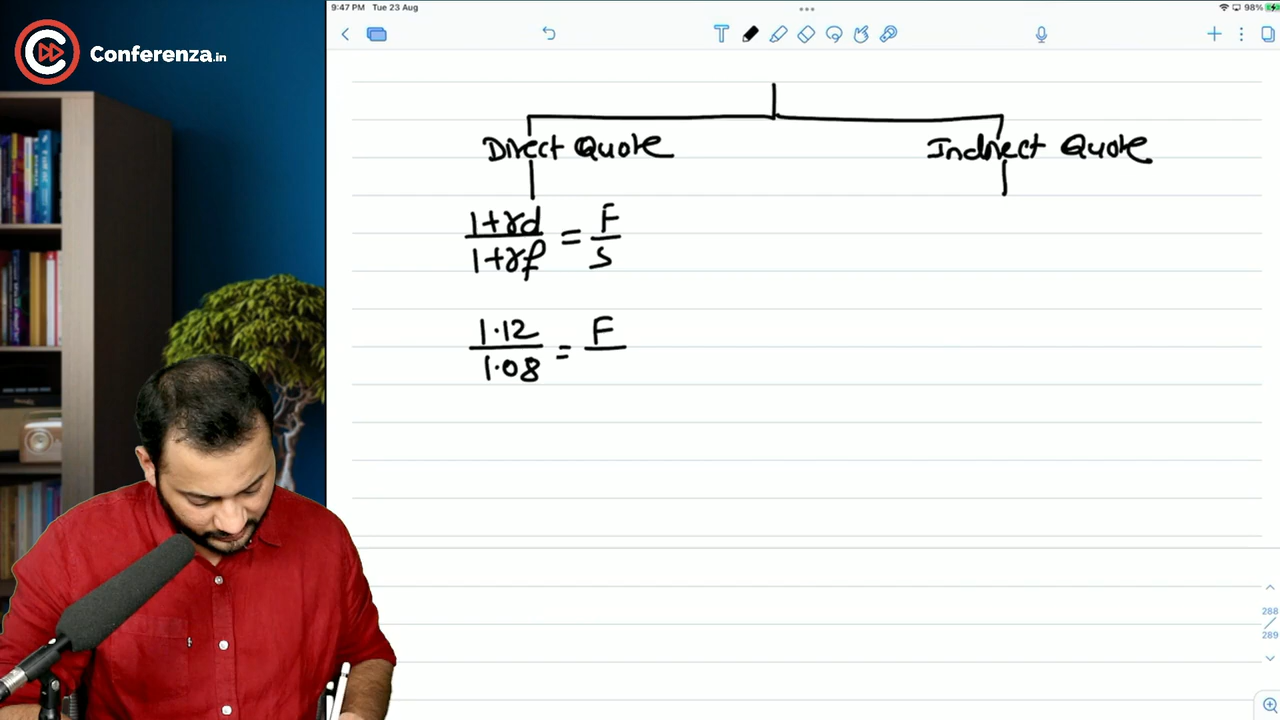 9:47 PM Tue 23 Aug
98%
Conferenza.in
Direct Quote
Indirect Quote
1+rd / 1+rf = F / S
1.12 / 1.08 = F
288
289